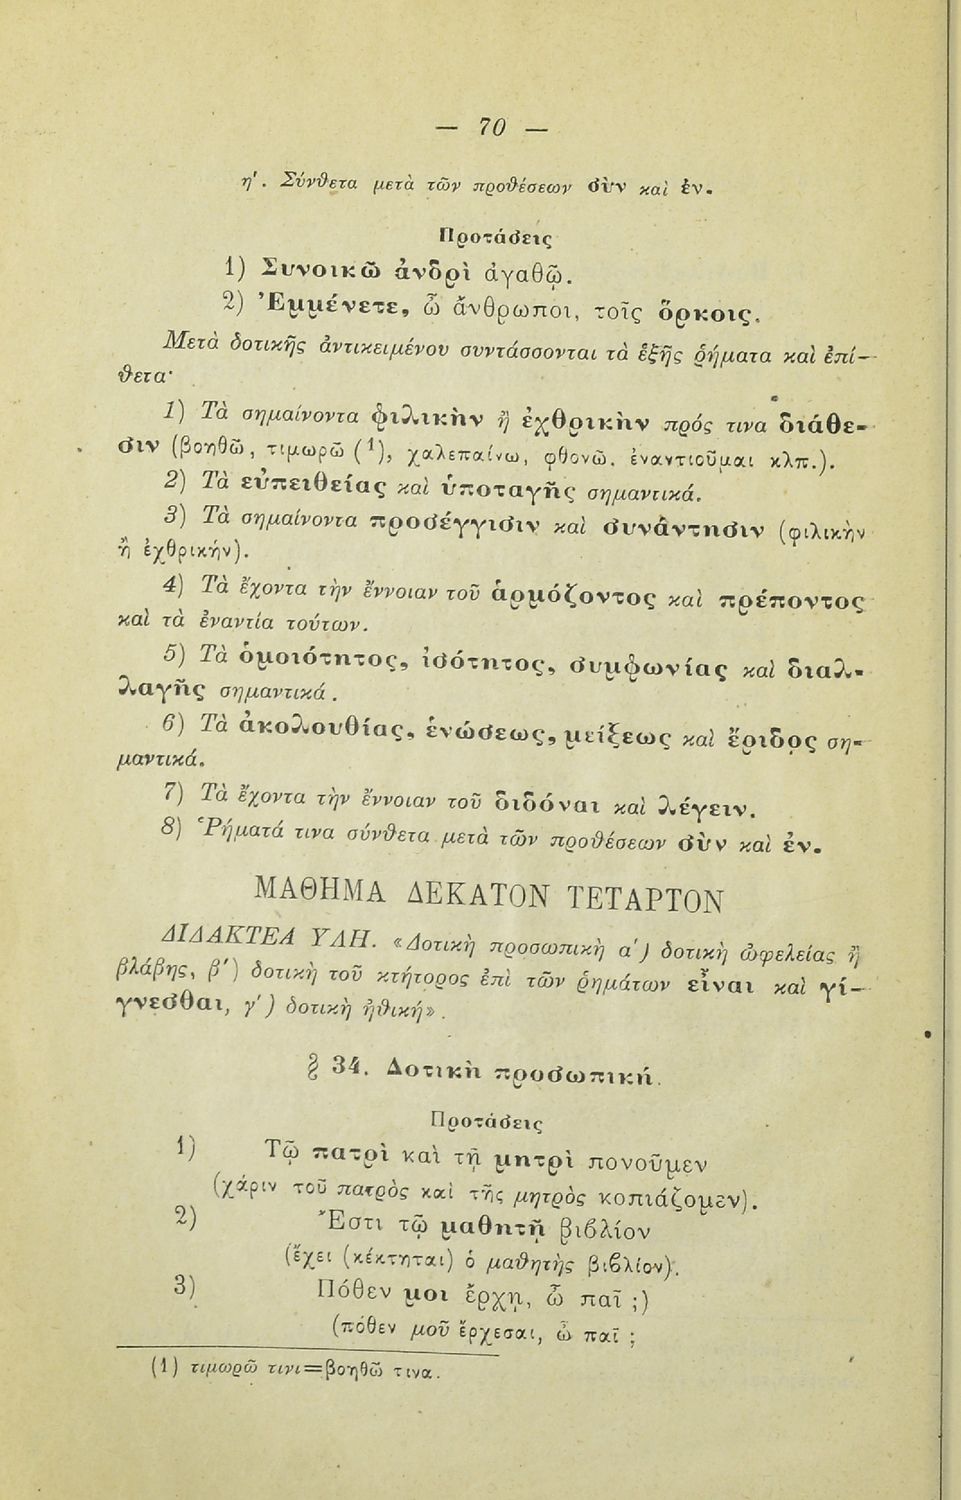 — 70 —
η'. Σύνθετα μετὰ τῶν προθέσεων σὺν καὶ ἐν.
Προτάσεις
1) Συνοικῶ ἀνδρὶ ἀγαθῷ.
2) Ἐμμένετε, ὦ ἄνθρωποι, τοῖς ὅρκοις.
Μετὰ δοτικῆς ἀντικειμένου συντάσσονται τὰ ἑξῆς ῥήματα καὶ ἐπί—
θετα·
1) Τὰ σημαίνοντα φιλικὴν ἢ ἐχθρικὴν πρός τινα διάθε-
σιν (βοηθῶ, τιμωρῶ (1), χαλεπαίνω, φθονῶ. ἐναντιοῦμαι κλπ.).
2) Τὰ εὐπειθείας καὶ ὑποταγῆς σημαντικά.
3) Τὰ σημαίνοντα προσέγγισιν καὶ συνάντησιν (φιλικὴν
ἢ ἐχθρικήν).
4) Τὰ ἔχοντα τὴν ἔννοιαν τοῦ ἁρμόζοντος καὶ πρέποντος
καὶ τὰ ἐναντία τούτων.
5) Τὰ ὁμοιότητος, ἰσότητος, συμφωνίας καὶ διαλ-
λαγῆς σημαντικά.
6) Τὰ ἀκολουθίας, ἑνώσεως, μείξεως καὶ ἔριδος ση-
μαντικά.
7) Τὰ ἔχοντα τὴν ἔννοιαν τοῦ διδόναι καὶ λέγειν.
8) Ῥήματά τινα σύνθετα μετὰ τῶν προθέσεων σὺν καὶ ἐν.
ΜΑΘΗΜΑ ΔΕΚΑΤΟΝ ΤΕΤΑΡΤΟΝ
ΔΙΔΑΚΤΕΑ ΥΛΗ. «Δοτικὴ προσωπικὴ α') δοτικὴ ὠφελείας ἢ
βλάβης, β') δοτικὴ τοῦ κτήτορος ἐπὶ τῶν ῥημάτων εἶναι καὶ γί—
γνεσθαι, γ') δοτικὴ ἠθική».
§ 34. Δοτικὴ προσωπική.
Προτάσεις
1) Τῷ πατρὶ καὶ τῇ μητρὶ πονοῦμεν
(χάριν τοῦ πατρὸς καὶ τῆς μητρὸς κοπιάζομεν).
2) Ἔστι τῷ μαθητῇ βιβλίον
(ἔχει (κέκτηται) ὁ μαθητὴς βιβλίον).
3) Πόθεν μοι ἔρχῃ, ὦ παῖ ;)
(πόθεν μοῦ ἔρχεσαι, ὦ παῖ ;
(1) τιμωρῶ τινι=βοηθῶ τινα.